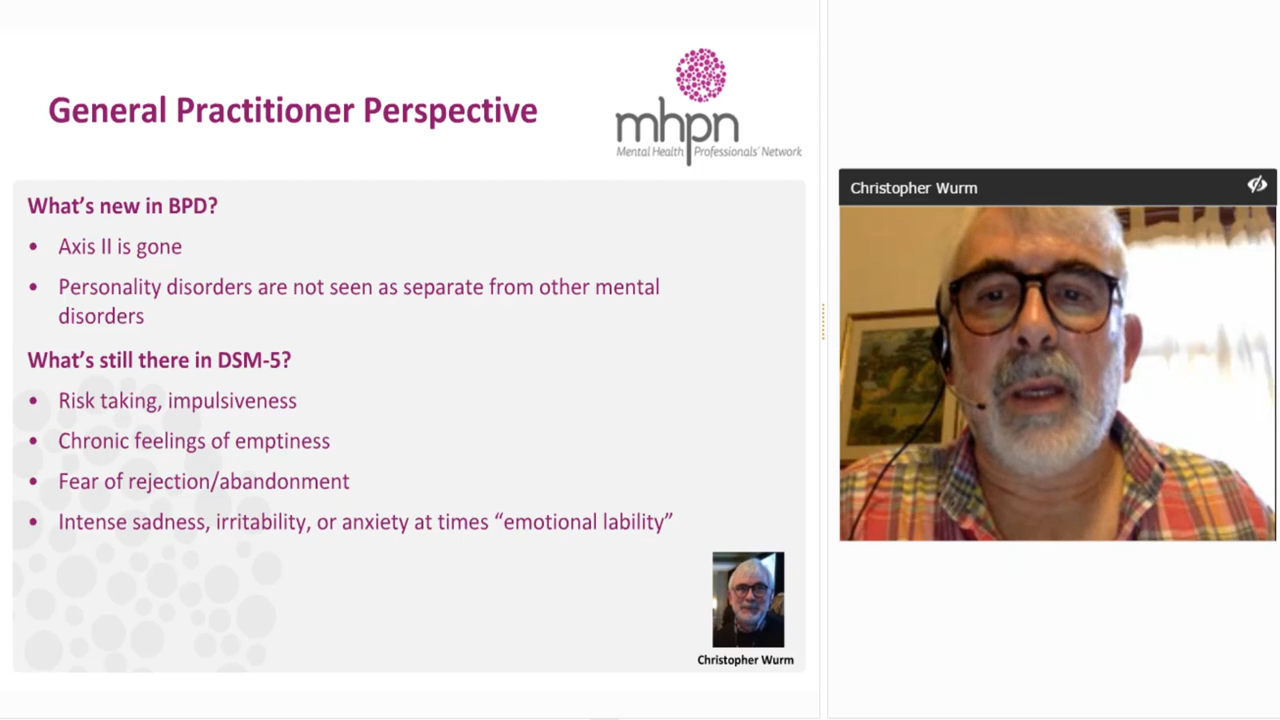 General Practitioner Perspective
mhpn
Mental Health Professionals' Network
What's new in BPD?
• Axis II is gone
• Personality disorders are not seen as separate from other mental
disorders
What's still there in DSM-5?
• Risk taking, impulsiveness
• Chronic feelings of emptiness
• Fear of rejection/abandonment
• Intense sadness, irritability, or anxiety at times “emotional lability”
Christopher Wurm
Christopher Wurm